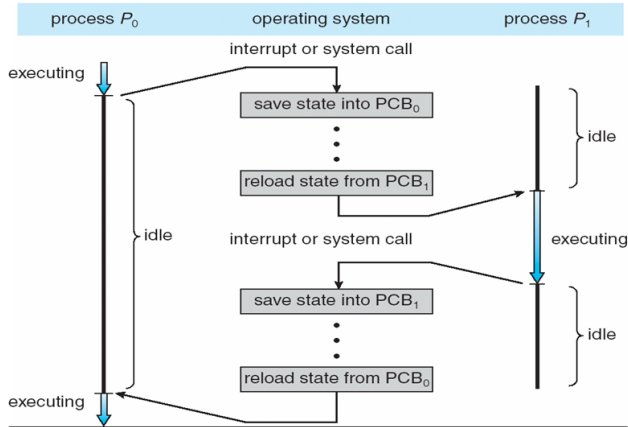 process P₀ operating system process P₁
interrupt or system call
executing
save state into PCB₀
idle
reload state from PCB₁
idle
interrupt or system call
executing
save state into PCB₁
idle
reload state from PCB₀
executing